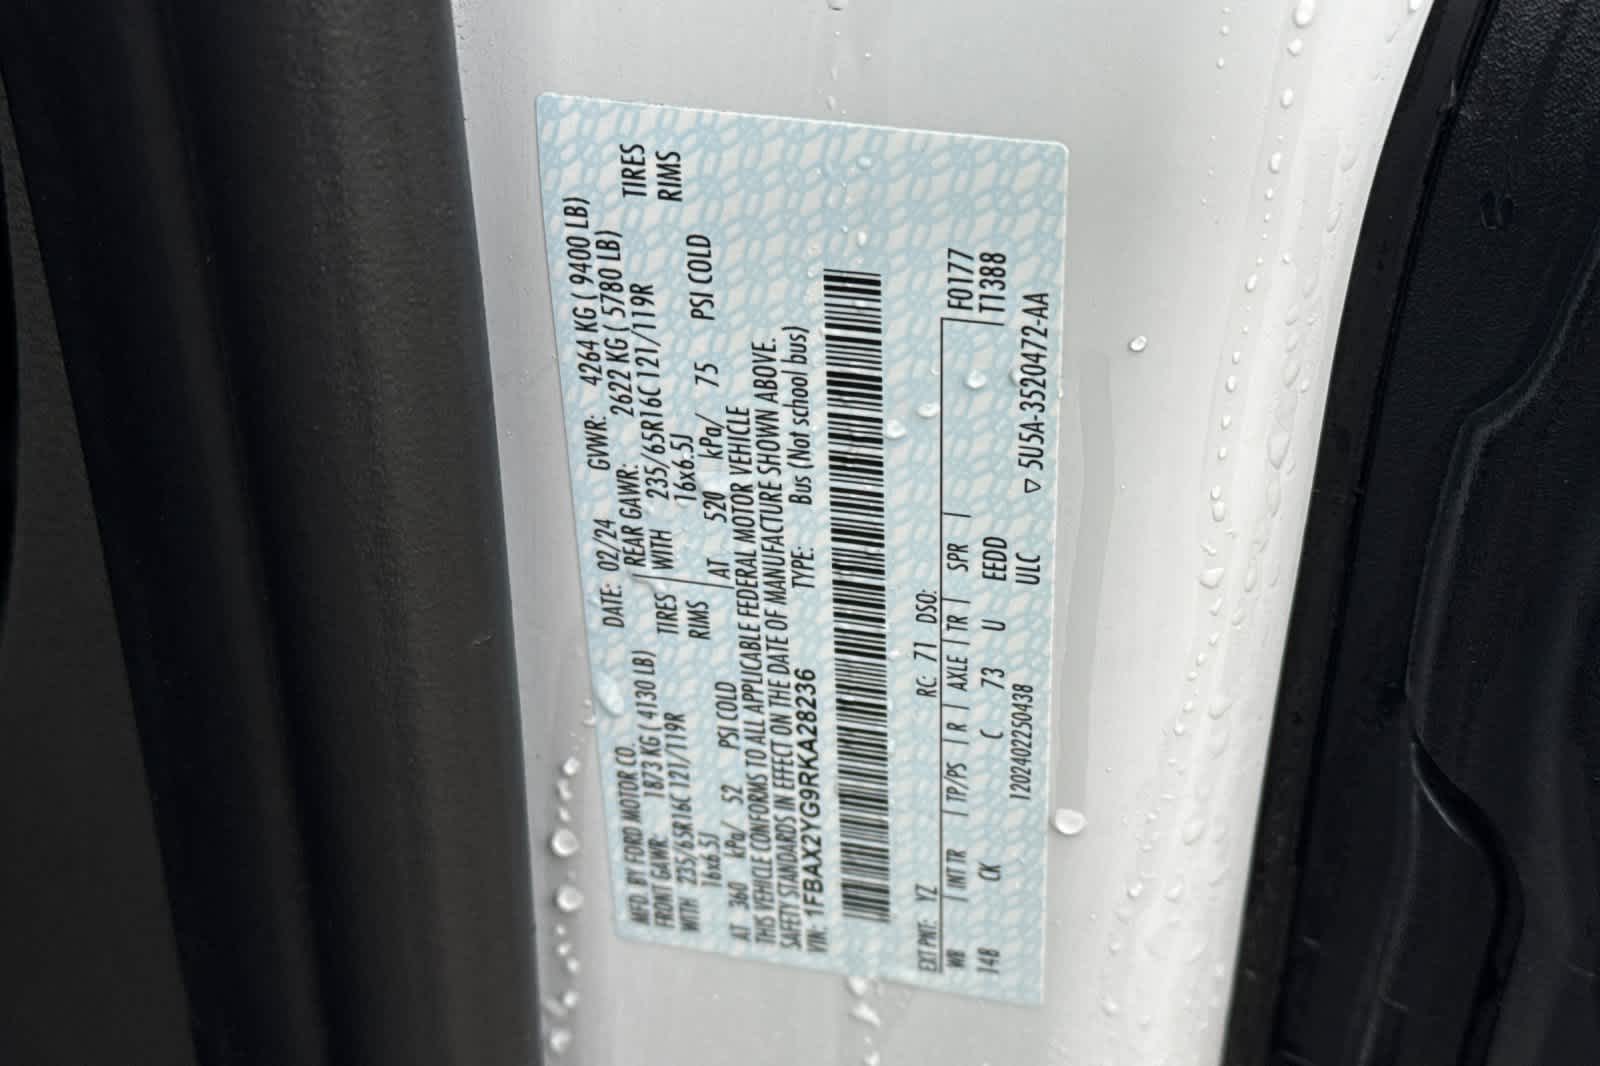 MFD. BY FORD MOTOR CO. DATE: 02/24 GVWR: 4264 KG ( 9400 LB)
FRONT GAWR: 1873 KG ( 4130 LB) REAR GAWR: 2622 KG ( 5780 LB)
WITH 235/65R16C 121/119R TIRES WITH 235/65R16C 121/119R TIRES
16x6.5J RIMS 16x6.5J RIMS
AT 360 kPa/ 52 PSI COLD AT 520 kPa/ 75 PSI COLD
THIS VEHICLE CONFORMS TO ALL APPLICABLE FEDERAL MOTOR VEHICLE
SAFETY STANDARDS IN EFFECT ON THE DATE OF MANUFACTURE SHOWN ABOVE.
VIN: 1FBAX2YG9RKA28236 TYPE: Bus (Not school bus)
EXT PNT: YZ RC: 71 DSO: F0177
WB | INTR | TP/PS | R | AXLE | TR | SPR | T1388
148 CK C 73 U EEDD
1202402250438 ULC ▽ 5U5A-3520472-AA